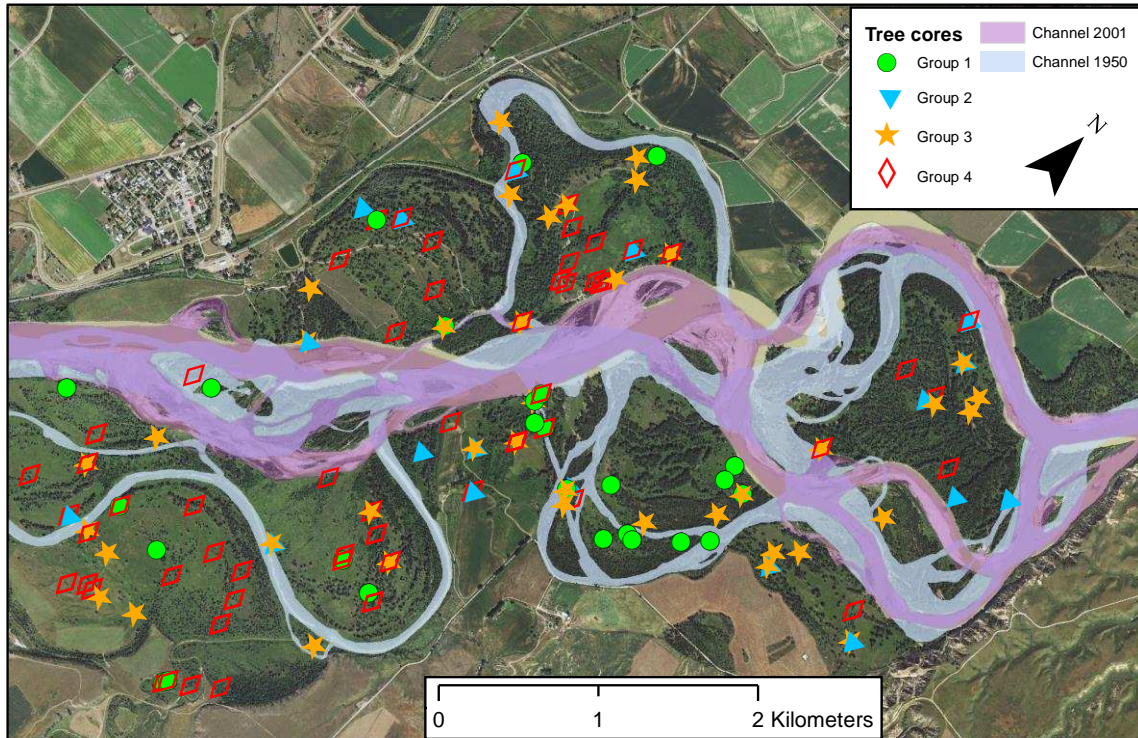 Tree cores
Group 1
Group 2
Group 3
Group 4
Channel 2001
Channel 1950
N
0 1 2 Kilometers